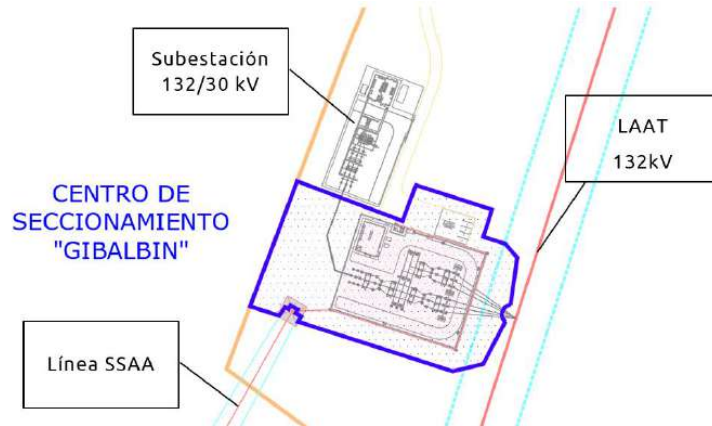 Subestación
132/30 kV
LAAT
132kV
CENTRO DE
SECCIONAMIENTO
"GIBALBIN"
Línea SSAA